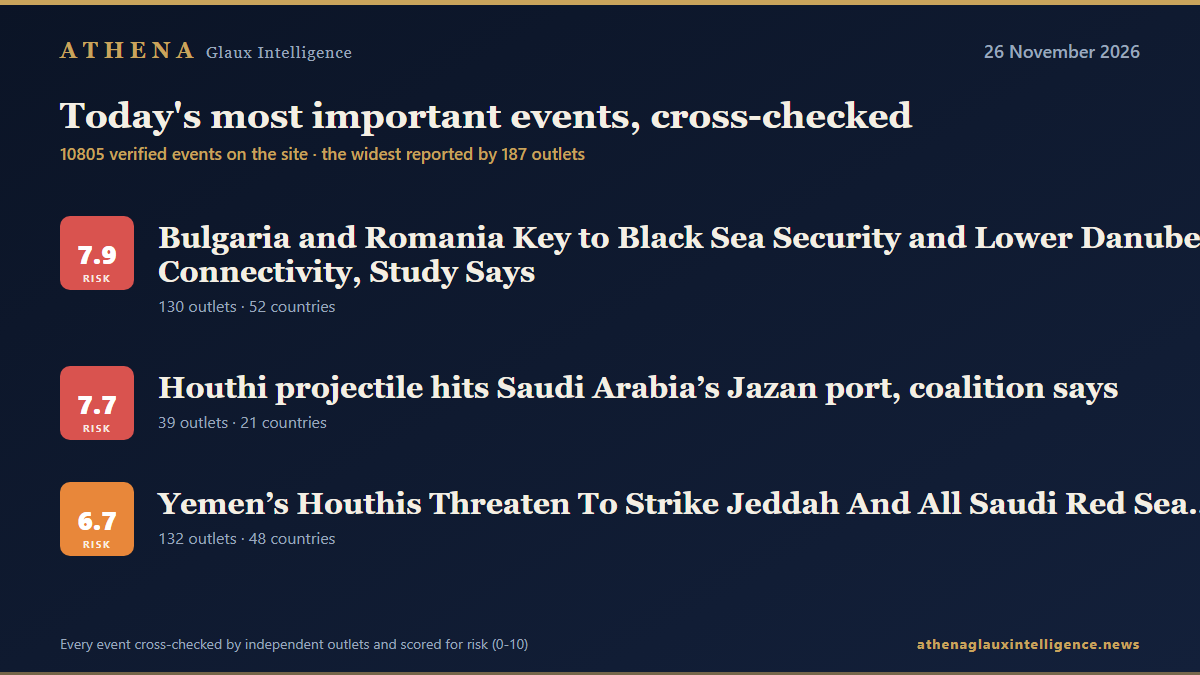 ATHENA Glaux Intelligence
26 November 2026
Today's most important events, cross-checked
10805 verified events on the site · the widest reported by 187 outlets
7.9
RISK
Bulgaria and Romania Key to Black Sea Security and Lower Danube
Connectivity, Study Says
130 outlets · 52 countries
7.7
RISK
Houthi projectile hits Saudi Arabia’s Jazan port, coalition says
39 outlets · 21 countries
6.7
RISK
Yemen’s Houthis Threaten To Strike Jeddah And All Saudi Red Sea..
132 outlets · 48 countries
Every event cross-checked by independent outlets and scored for risk (0-10)
athenaglauxintelligence.news